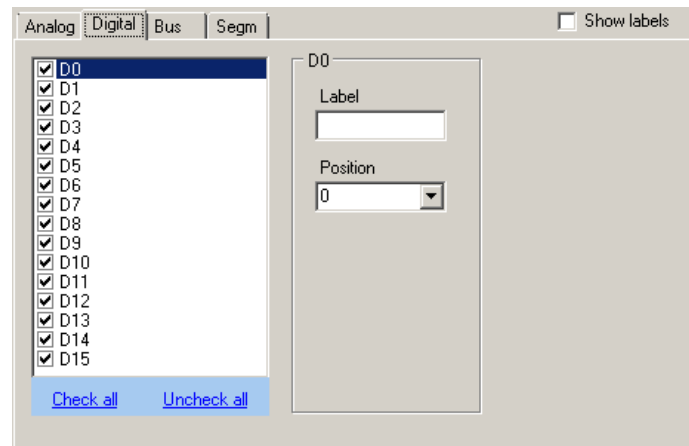 Analog Digital Bus Segm Show labels
D0
D1
D2
D3
D4
D5
D6
D7
D8
D9
D10
D11
D12
D13
D14
D15
Check all Uncheck all
D0
Label
Position
0